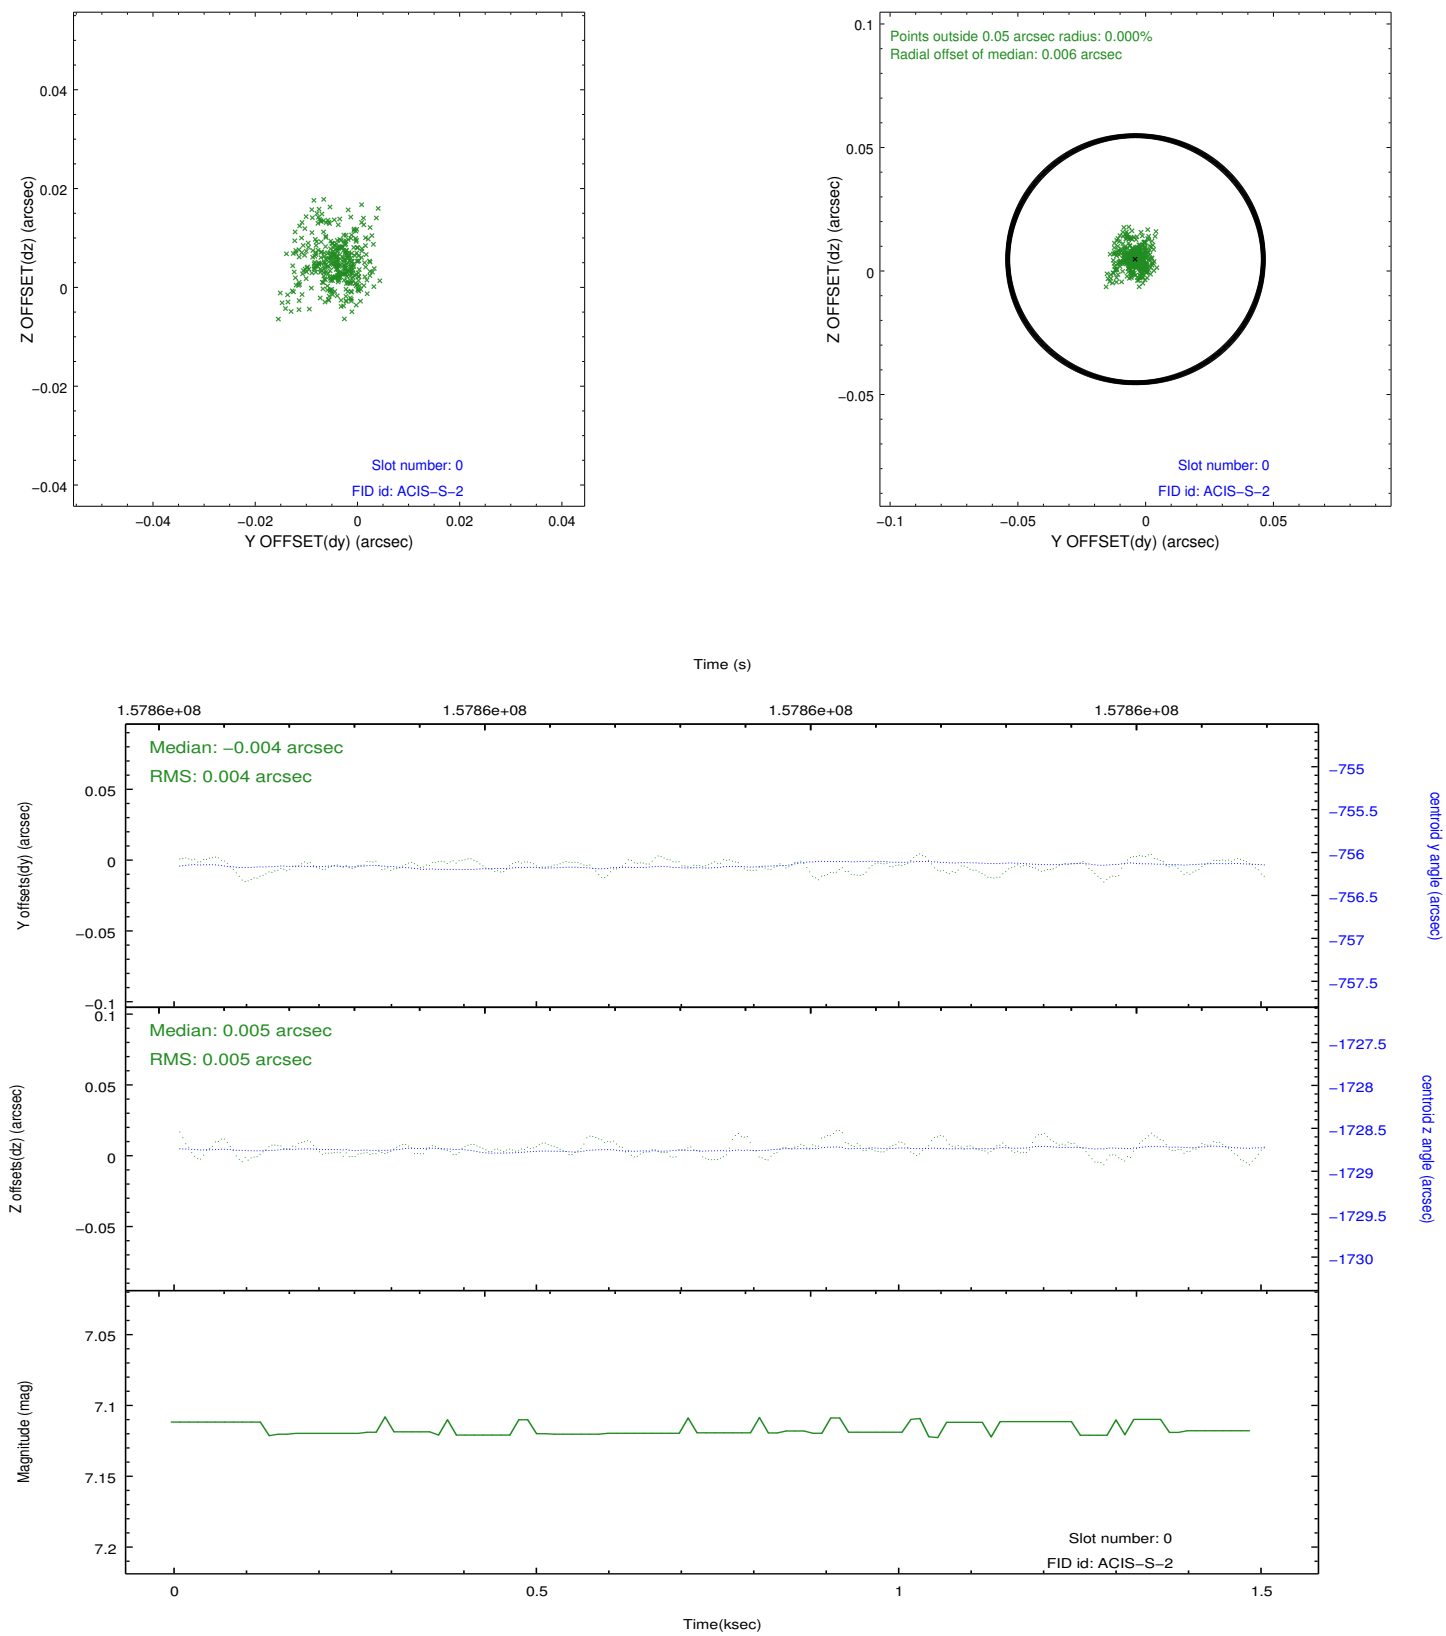 0.04
0.02
0
−0.02
−0.04
Z OFFSET(dz) (arcsec)
Slot number: 0
FID id: ACIS−S−2
−0.04
−0.02
0
0.02
0.04
Y OFFSET(dy) (arcsec)
Points outside 0.05 arcsec radius: 0.000%
Radial offset of median: 0.006 arcsec
0.1
0.05
0
−0.05
Z OFFSET(dz) (arcsec)
Slot number: 0
FID id: ACIS−S−2
−0.1
−0.05
0
0.05
Y OFFSET(dy) (arcsec)
Time (s)
1.5786e+08
1.5786e+08
1.5786e+08
1.5786e+08
Median: −0.004 arcsec
RMS: 0.004 arcsec
0.05
0
−0.05
−0.1
Y offsets(dy) (arcsec)
−755
−755.5
−756
−756.5
−757
−757.5
centroid y angle (arcsec)
Median: 0.005 arcsec
RMS: 0.005 arcsec
0.1
0.05
0
−0.05
Z offsets(dz) (arcsec)
−1727.5
−1728
−1728.5
−1729
−1729.5
−1730
centroid z angle (arcsec)
7.05
7.1
7.15
7.2
Magnitude (mag)
Slot number: 0
FID id: ACIS−S−2
0
0.5
1
1.5
Time(ksec)